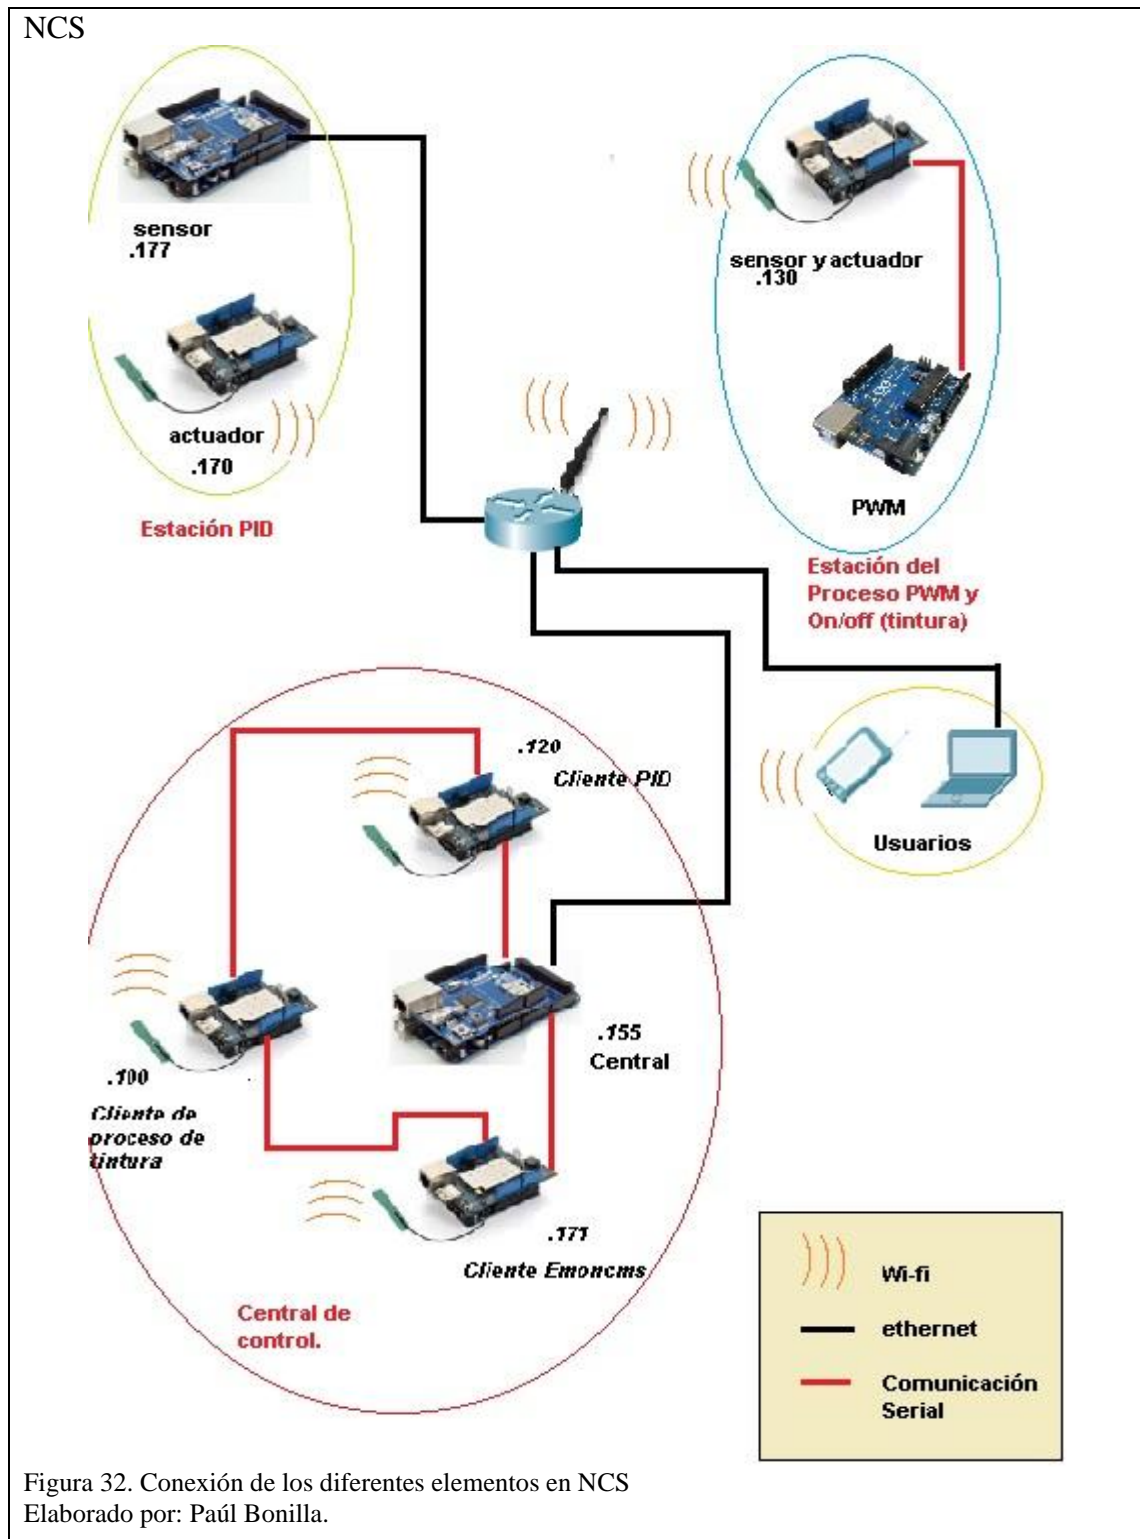 NCS
sensor
.177
actuador
.170
Estación PID
sensor y actuador
.130
PWM
Estación del
Proceso PWM y
On/off (tintura)
.120
Cliente PID
Usuarios
.155
Central
.100
Cliente de
proceso de
tintura
.171
Cliente Emoncms
Central de
control.
Wi-fi
ethernet
Comunicación
Serial
Figura 32. Conexión de los diferentes elementos en NCS
Elaborado por: Paúl Bonilla.